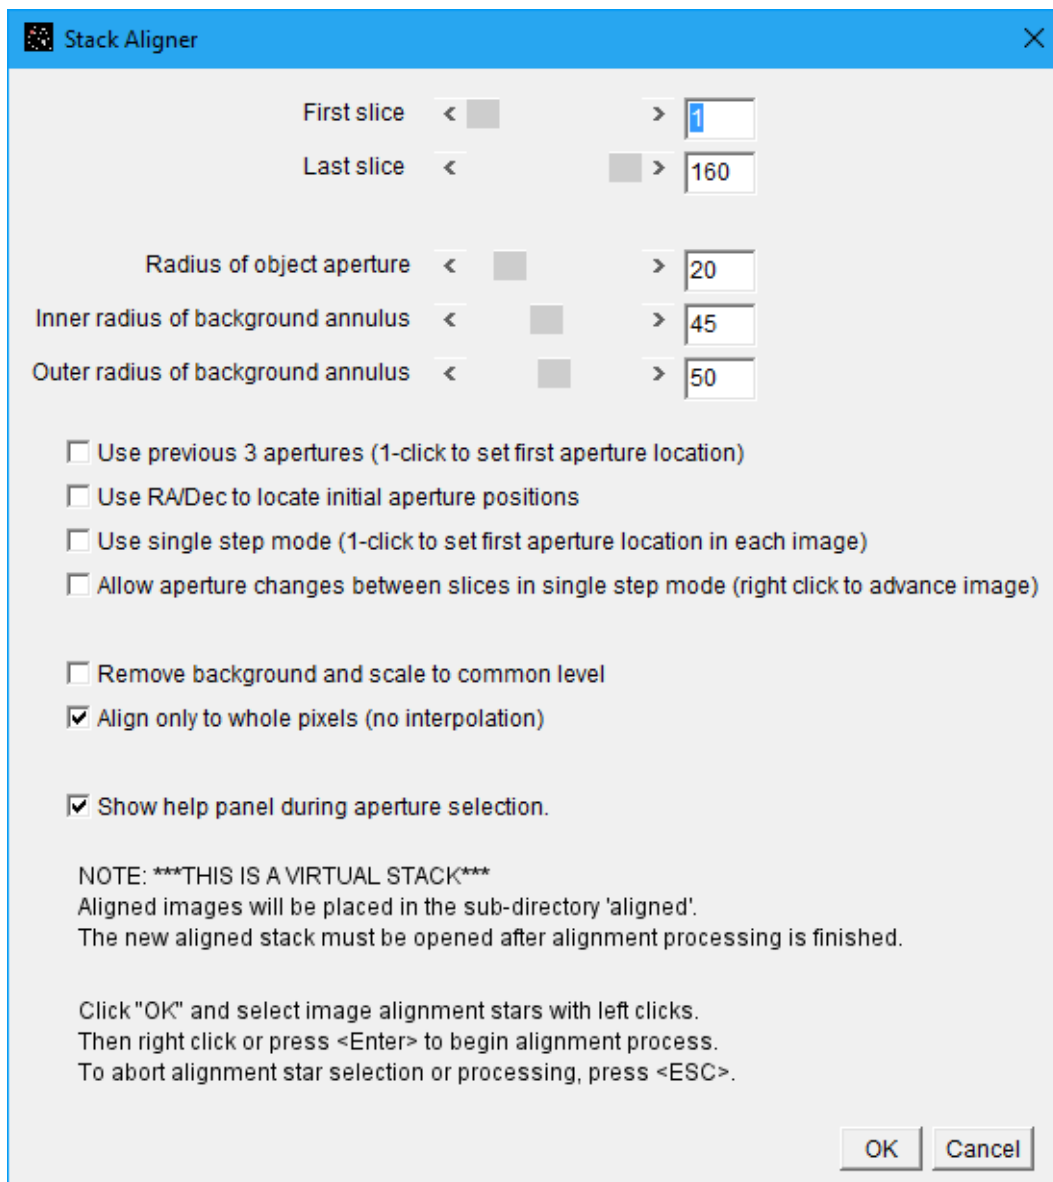 Stack Aligner
First slice < > 1
Last slice < > 160
Radius of object aperture < > 20
Inner radius of background annulus < > 45
Outer radius of background annulus < > 50
Use previous 3 apertures (1-click to set first aperture location)
Use RA/Dec to locate initial aperture positions
Use single step mode (1-click to set first aperture location in each image)
Allow aperture changes between slices in single step mode (right click to advance image)
Remove background and scale to common level
Align only to whole pixels (no interpolation)
Show help panel during aperture selection.
NOTE: ***THIS IS A VIRTUAL STACK***
Aligned images will be placed in the sub-directory 'aligned'.
The new aligned stack must be opened after alignment processing is finished.
Click "OK" and select image alignment stars with left clicks.
Then right click or press <Enter> to begin alignment process.
To abort alignment star selection or processing, press <ESC>.
OK Cancel